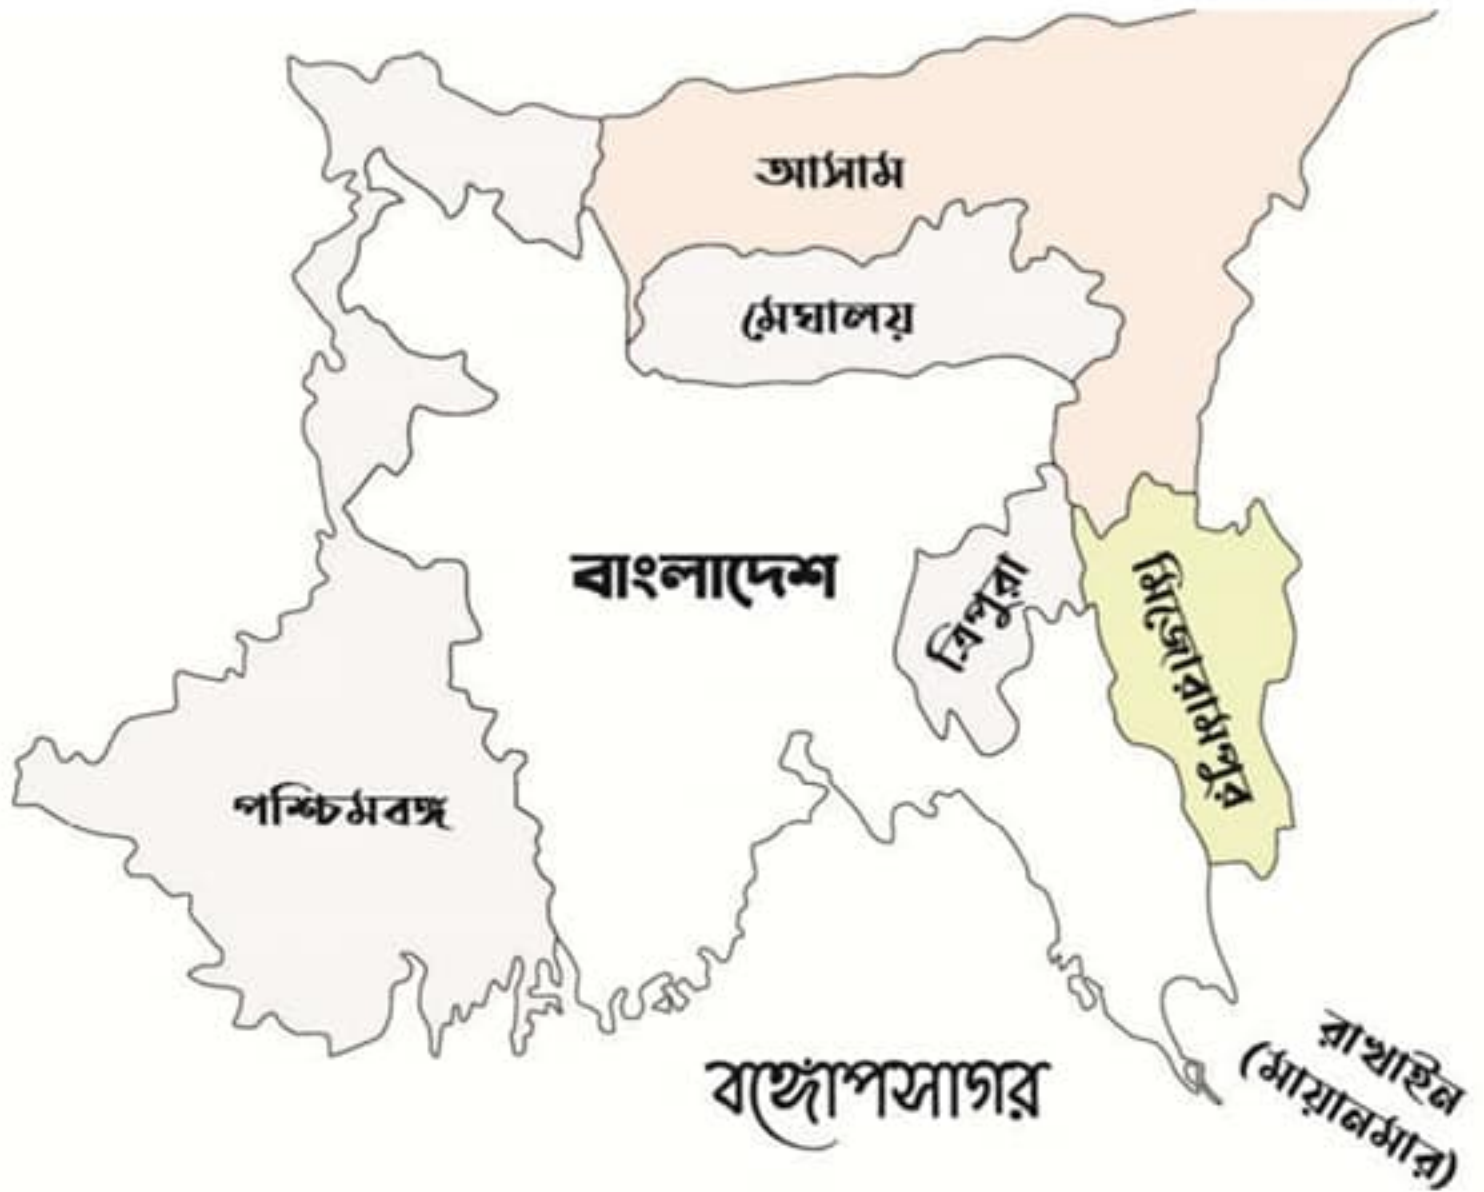 আসাম
মেঘালয়
বাংলাদেশ
ত্রিপুরা
মিজোরামপুর
পশ্চিমবঙ্গ
বঙ্গোপসাগর
রাখাইন
(মায়ানমার)